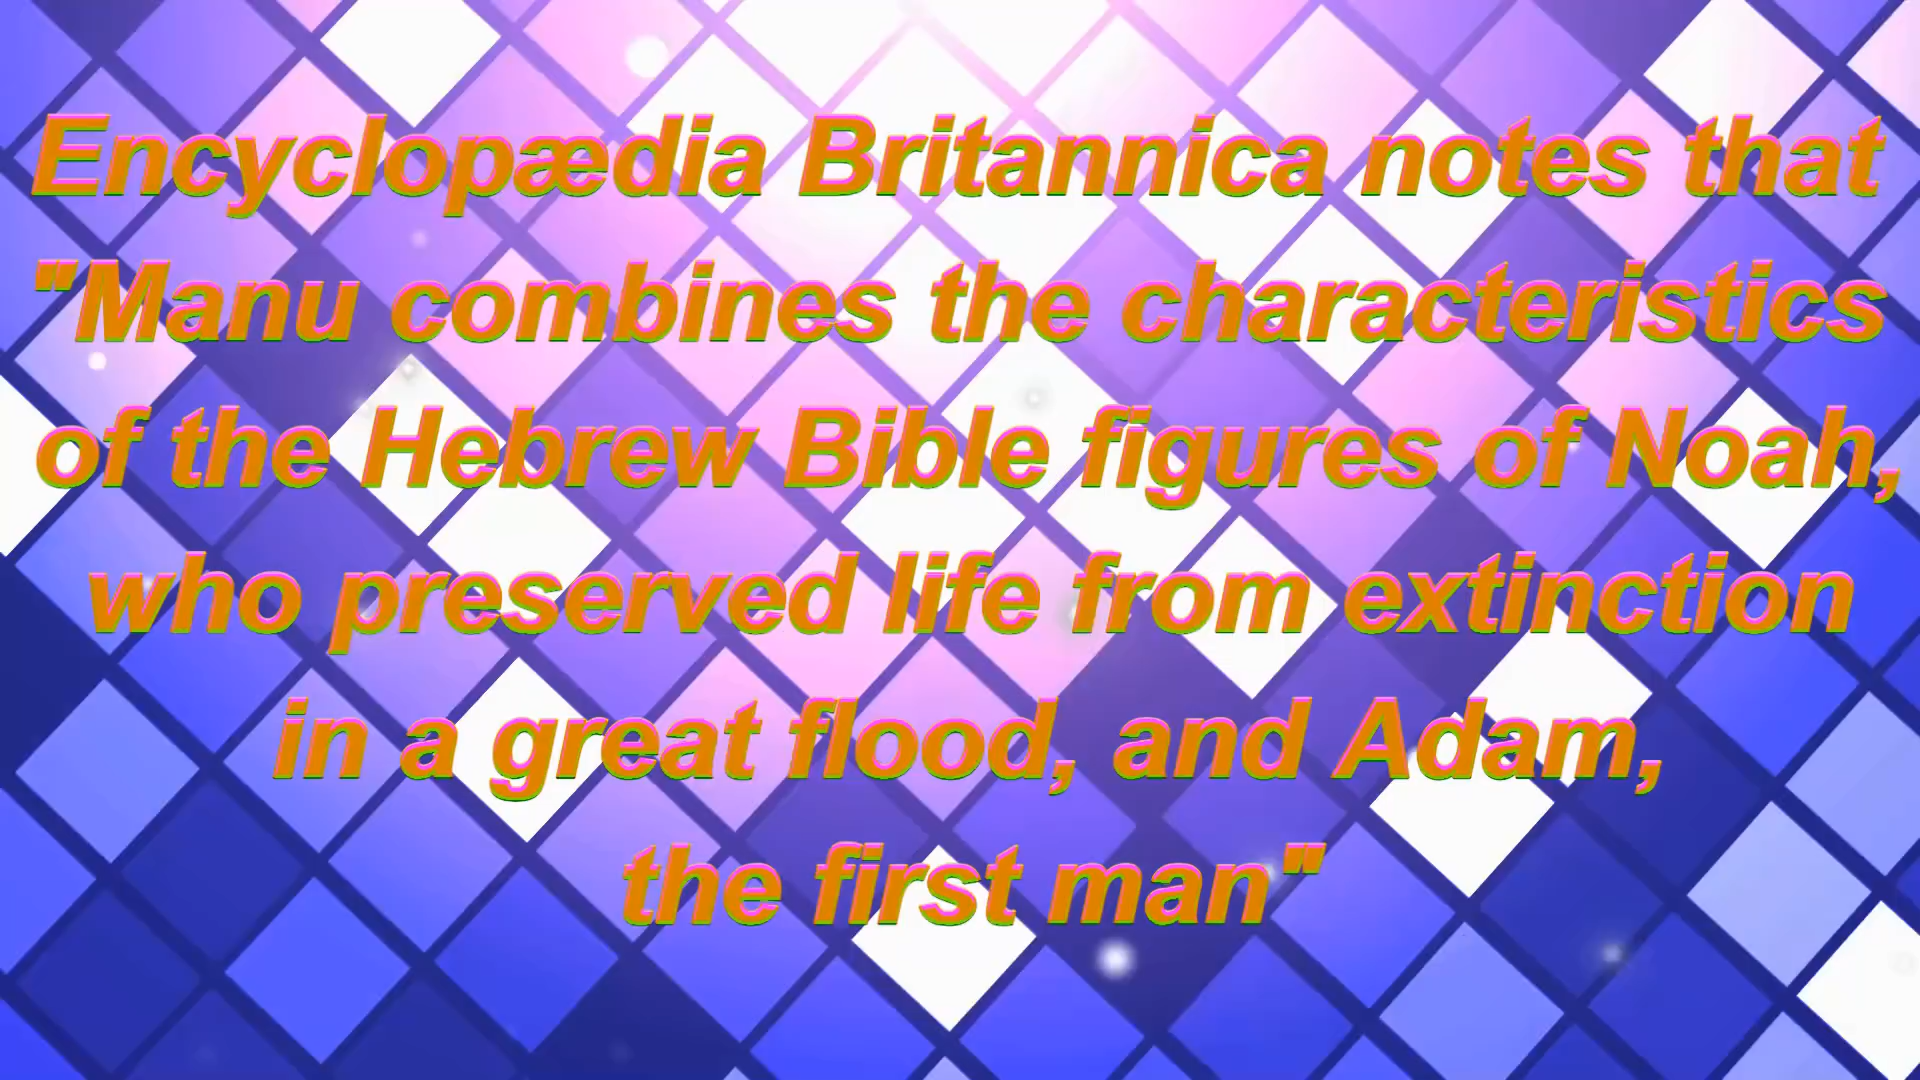 Encyclopædia Britannica notes that
"Manu combines the characteristics
of the Hebrew Bible figures of Noah,
who preserved life from extinction
in a great flood, and Adam,
the first man"